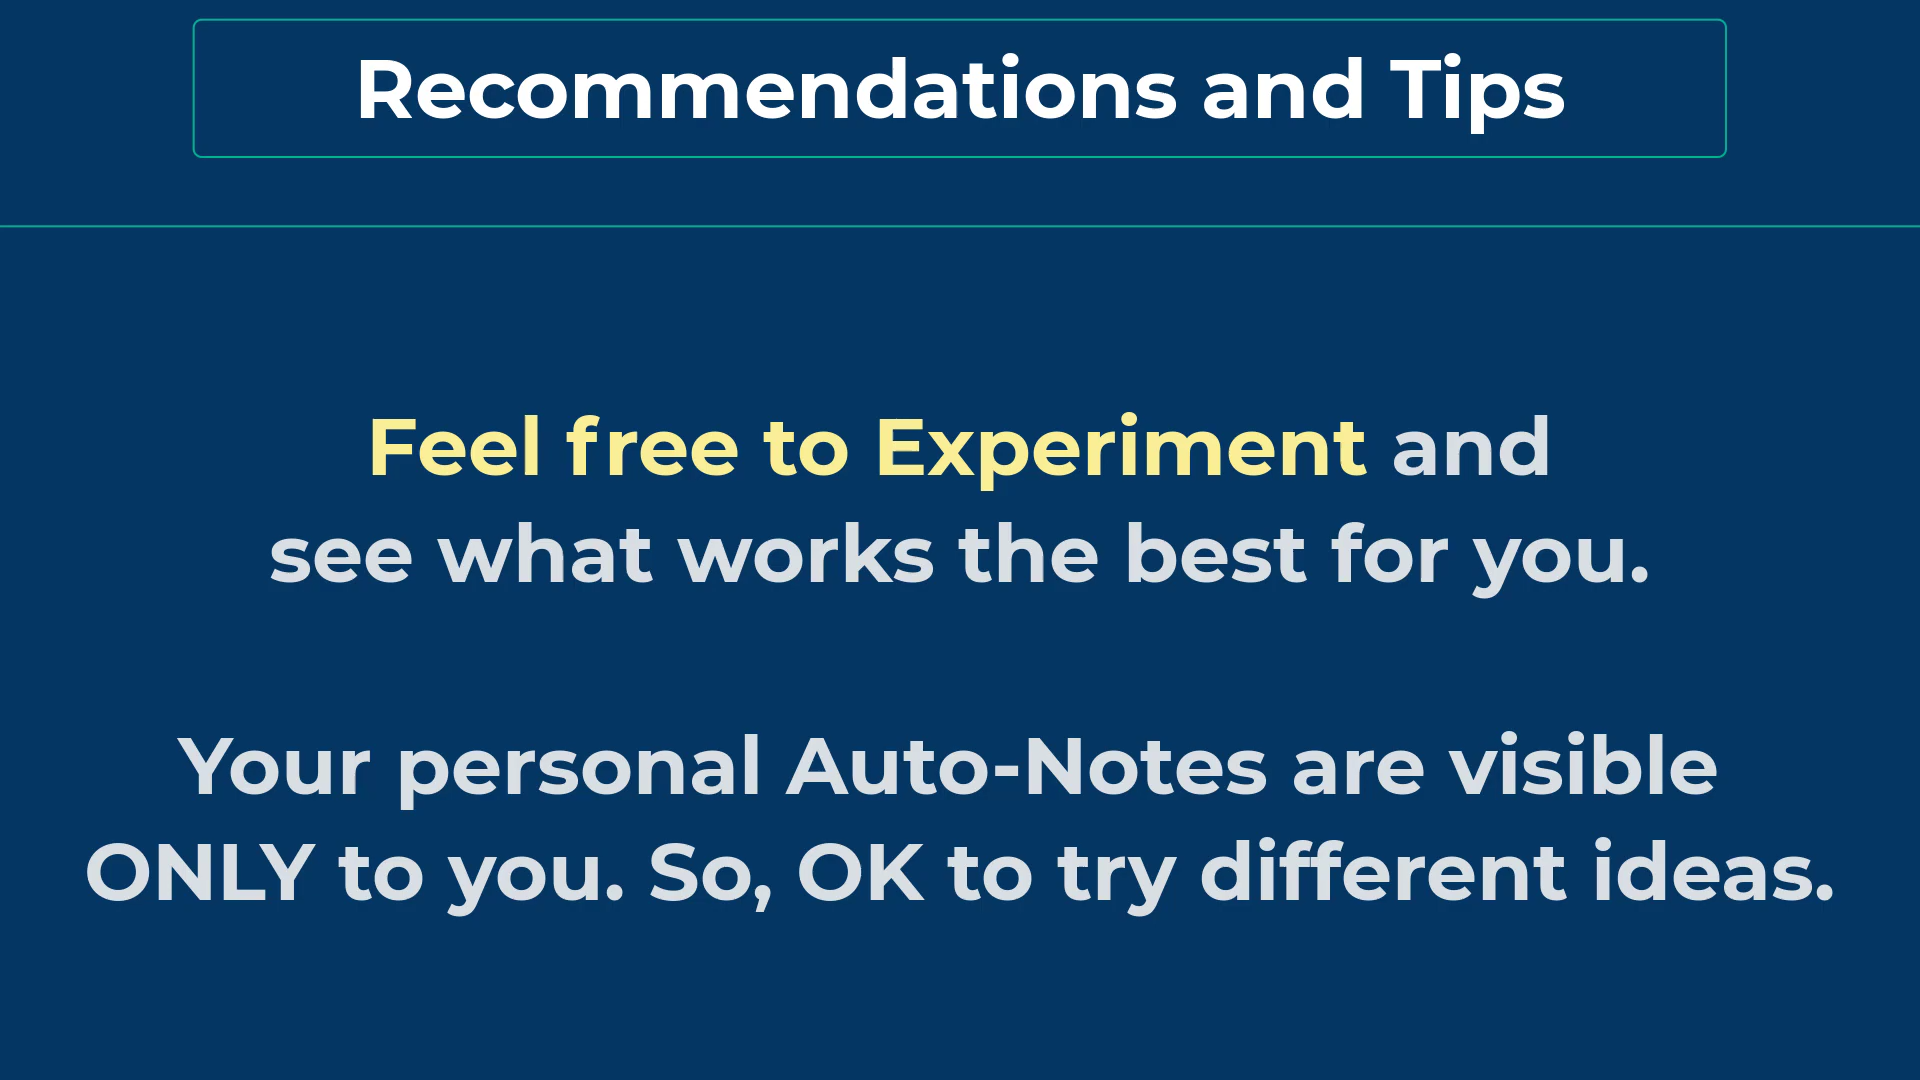 Recommendations and Tips
Feel free to Experiment and
see what works the best for you.
Your personal Auto-Notes are visible
ONLY to you. So, OK to try different ideas.